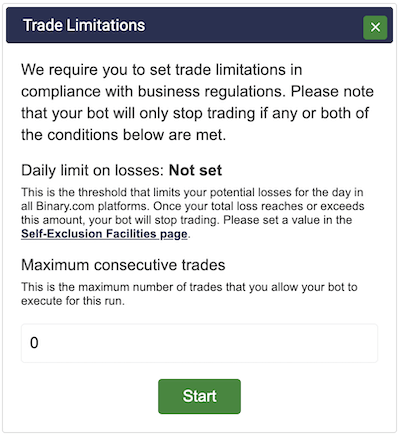 Trade Limitations
We require you to set trade limitations in
compliance with business regulations. Please note
that your bot will only stop trading if any or both of
the conditions below are met.
Daily limit on losses: Not set
This is the threshold that limits your potential losses for the day in
all Binary.com platforms. Once your total loss reaches or exceeds
this amount, your bot will stop trading. Please set a value in the
Self-Exclusion Facilities page.
Maximum consecutive trades
This is the maximum number of trades that you allow your bot to
execute for this run.
0
Start